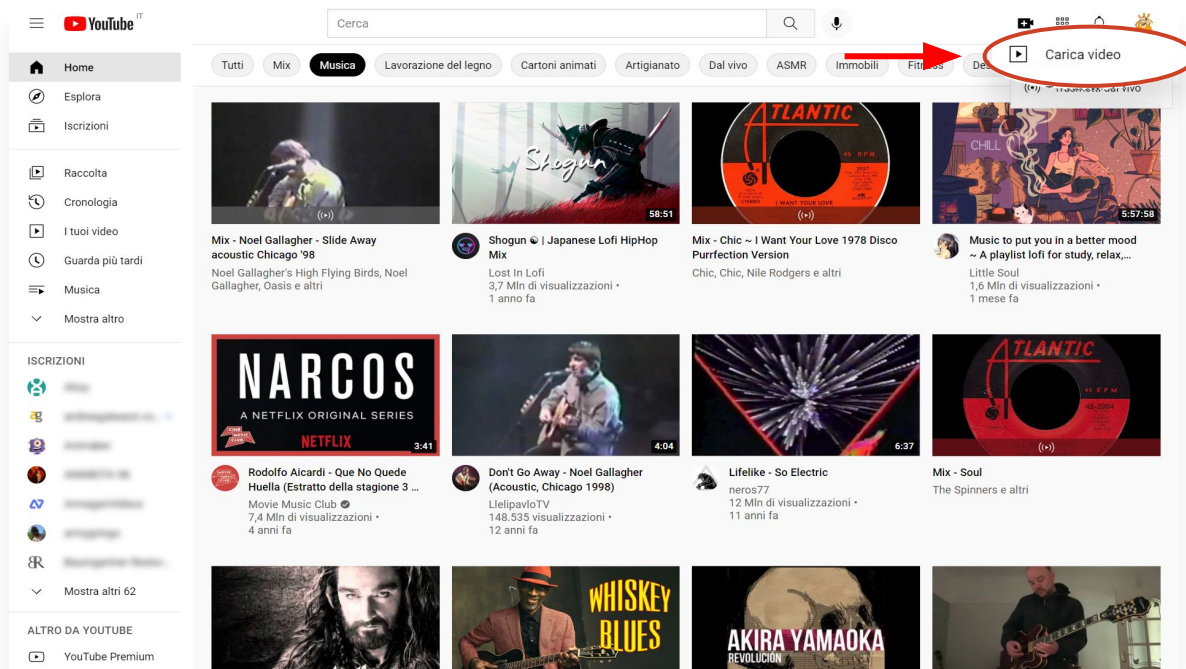 YouTube IT
Cerca
Carica video
Home
Esplora
Iscrizioni
Raccolta
Cronologia
I tuoi video
Guarda più tardi
Musica
Mostra altro
ISCRIZIONI
Mostra altri 62
ALTRO DA YOUTUBE
YouTube Premium
Tutti Mix Musica Lavorazione del legno Cartoni animati Artigianato Dal vivo ASMR Immobili
dal vivo
Shogun
58:51
ATLANTIC
45 RPM
STEREO
I WANT YOUR LOVE
CHILL
5:57:58
Mix - Noel Gallagher - Slide Away
acoustic Chicago '98
Noel Gallagher's High Flying Birds, Noel
Gallagher, Oasis e altri
Shogun ☯ | Japanese Lofi HipHop
Mix
Lost In Lofi
3,7 Mln di visualizzazioni •
1 anno fa
Mix - Chic ~ I Want Your Love 1978 Disco
Purrfection Version
Chic, Chic, Nile Rodgers e altri
Music to put you in a better mood
~ A playlist lofi for study, relax,...
Little Soul
1,6 Mln di visualizzazioni •
1 mese fa
NARCOS
A NETFLIX ORIGINAL SERIES
NETFLIX
CINE MUSIC CLUB
3:41
4:04
6:37
ATLANTIC
45 RPM
45-2904
Rodolfo Aicardi - Que No Quede
Huella (Estratto della stagione 3 ...
Movie Music Club
7,4 Mln di visualizzazioni •
4 anni fa
Don't Go Away - Noel Gallagher
(Acoustic, Chicago 1998)
LlelipavloTV
148.535 visualizzazioni •
12 anni fa
Lifelike - So Electric
neros77
12 Mln di visualizzazioni •
11 anni fa
Mix - Soul
The Spinners e altri
WHISKEY
BLUES
AKIRA YAMAOKA
REVOLUCIÓN